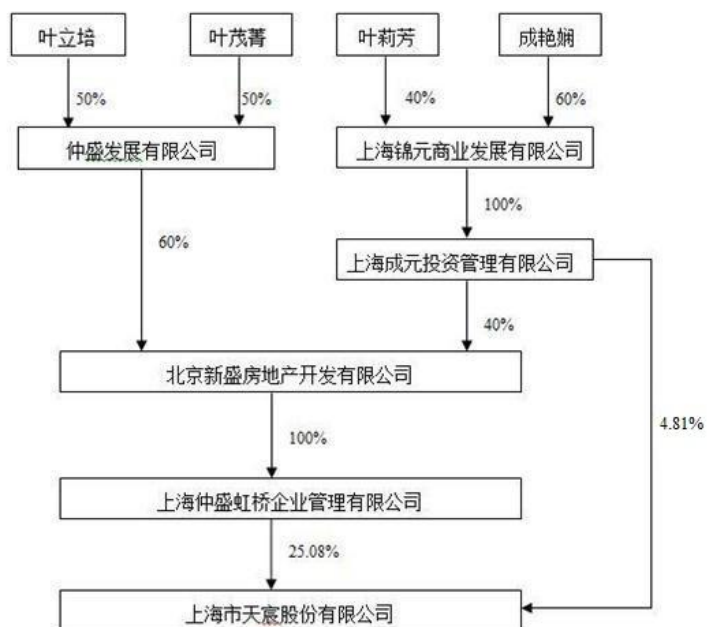 叶立培
叶茂菁
叶莉芳
成艳娴
50%
50%
40%
60%
仲盛发展有限公司
上海锦元商业发展有限公司
100%
60%
上海成元投资管理有限公司
40%
北京新盛房地产开发有限公司
4.81%
100%
上海仲盛虹桥企业管理有限公司
25.08%
上海市天宸股份有限公司